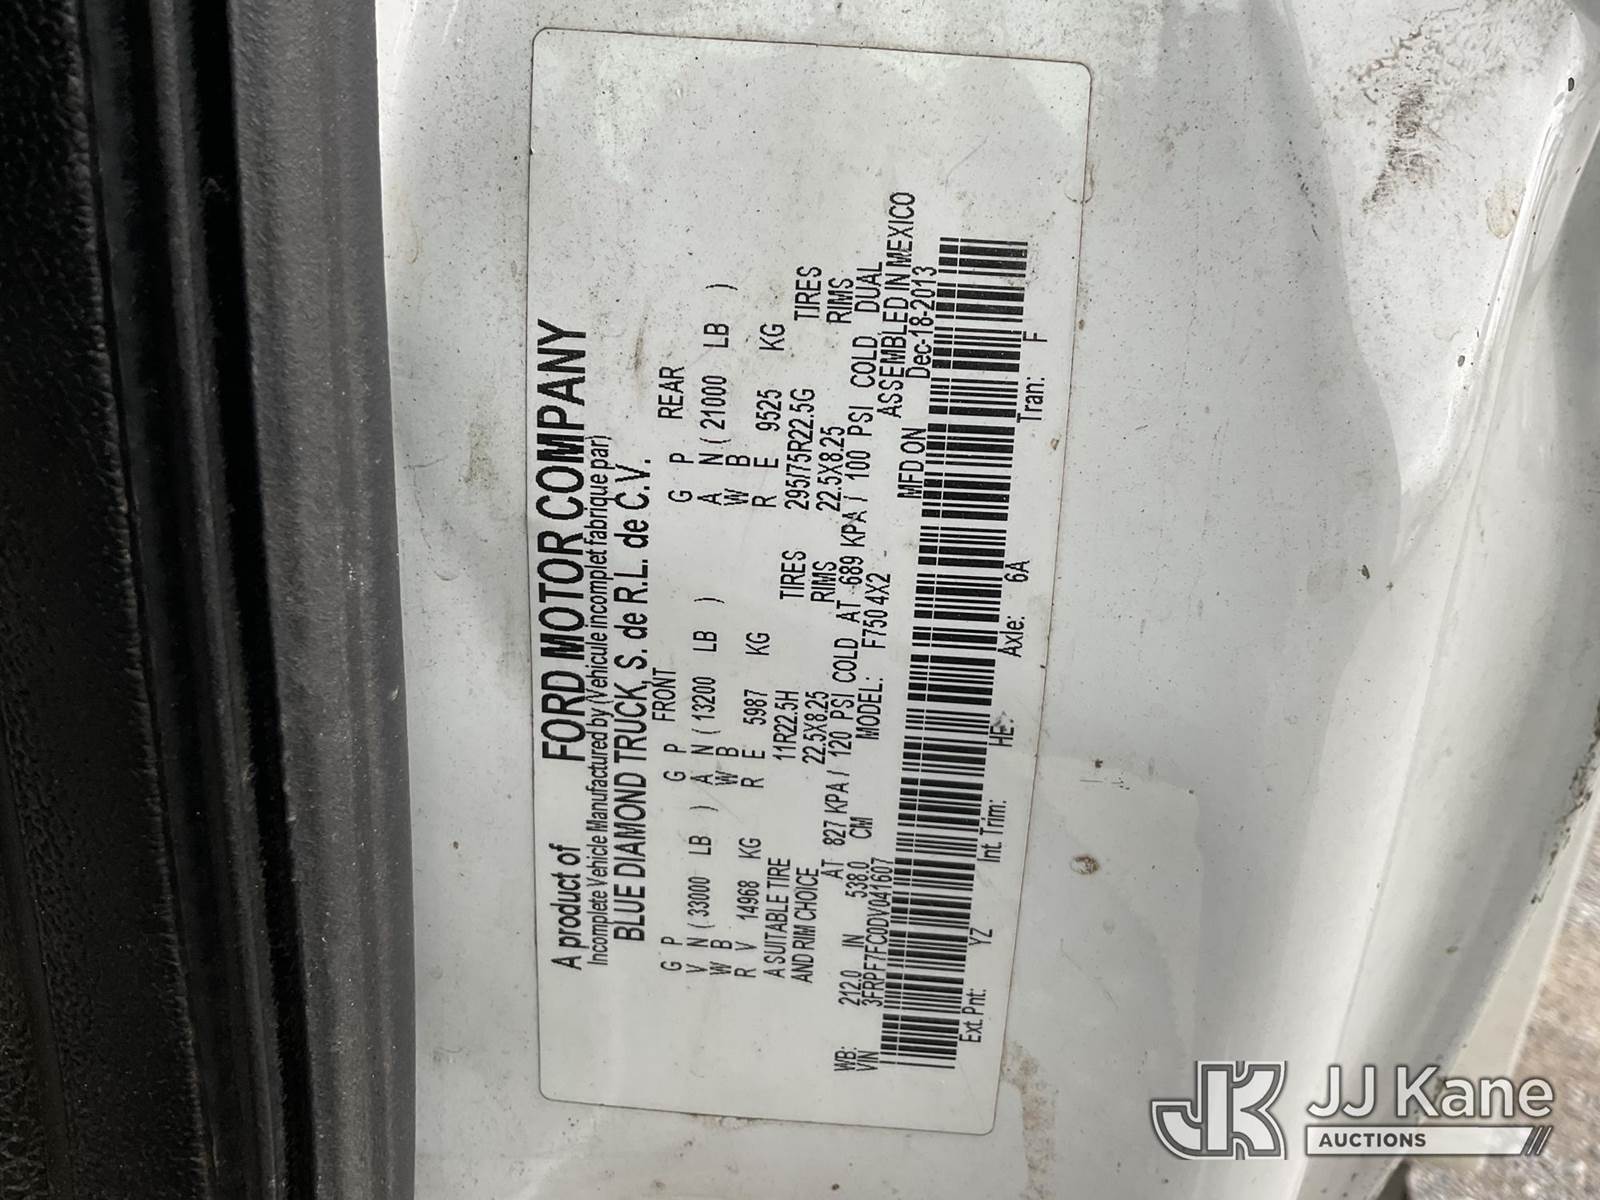 A product of FORD MOTOR COMPANY
Incomplete Vehicle Manufactured by (Vehicule incomplet fabrique par)
BLUE DIAMOND TRUCK, S. de R.L. de C.V.
FRONT REAR
G P G P G P
V N ( 33000 LB ) A N ( 13200 LB ) A N ( 21000 LB )
W B W B W B
R V 14968 KG R E 5987 KG R E 9525 KG
A SUITABLE TIRE 11R22.5H TIRES 295/75R22.5G TIRES
AND RIM CHOICE 22.5X8.25 RIMS 22.5X8.25 RIMS
AT 827 KPA / 120 PSI COLD AT 689 KPA / 100 PSI COLD DUAL
WB: 212.0 IN 538.0 CM MODEL: F750 4X2 ASSEMBLED IN MEXICO
VIN 3FRPF7FC0DV041607 MFD ON Dec-18-2013
Ext. Pnt: YZ Int. Trim: HE: Axle: 6A Tran: F
JK JJ Kane
AUCTIONS